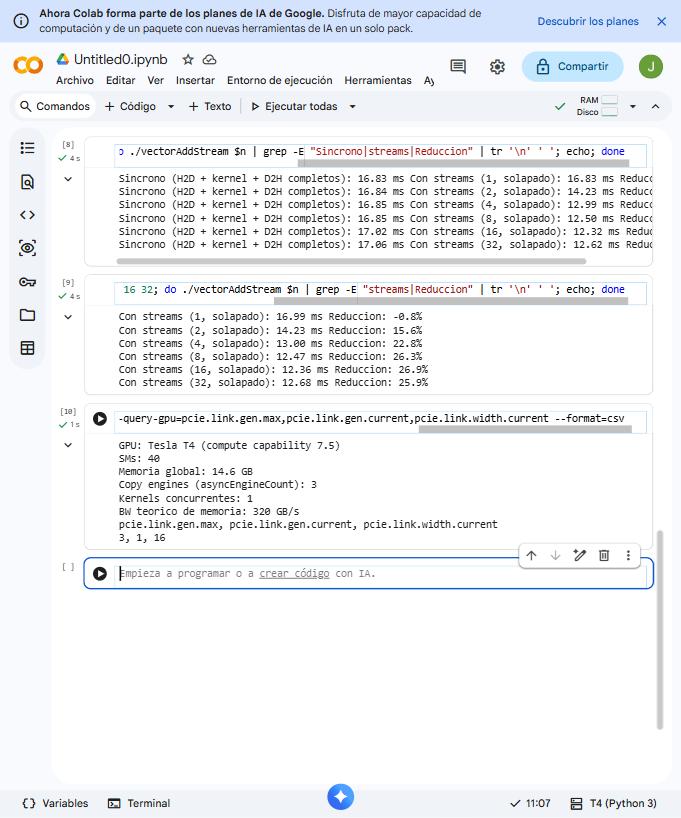 Ahora Colab forma parte de los planes de IA de Google. Disfruta de mayor capacidad de
computación y de un paquete con nuevas herramientas de IA en un solo pack.
Descubrir los planes
Untitled0.ipynb
Archivo Editar Ver Insertar Entorno de ejecución Herramientas Ay
Compartir
J
Comandos + Código + Texto Ejecutar todas
RAM
Disco
[8]
4 s
./vectorAddStream $n | grep -E "Sincrono|streams|Reduccion" | tr '\n' ' '; echo; done
Sincrono (H2D + kernel + D2H completos): 16.83 ms Con streams (1, solapado): 16.83 ms Reduc
Sincrono (H2D + kernel + D2H completos): 16.84 ms Con streams (2, solapado): 14.23 ms Reduc
Sincrono (H2D + kernel + D2H completos): 16.85 ms Con streams (4, solapado): 12.99 ms Reduc
Sincrono (H2D + kernel + D2H completos): 16.85 ms Con streams (8, solapado): 12.50 ms Reduc
Sincrono (H2D + kernel + D2H completos): 17.02 ms Con streams (16, solapado): 12.32 ms Reduc
Sincrono (H2D + kernel + D2H completos): 17.06 ms Con streams (32, solapado): 12.62 ms Reduc
[9]
4 s
16 32; do ./vectorAddStream $n | grep -E "streams|Reduccion" | tr '\n' ' '; echo; done
Con streams (1, solapado): 16.99 ms Reduccion: -0.8%
Con streams (2, solapado): 14.23 ms Reduccion: 15.6%
Con streams (4, solapado): 13.00 ms Reduccion: 22.8%
Con streams (8, solapado): 12.47 ms Reduccion: 26.3%
Con streams (16, solapado): 12.36 ms Reduccion: 26.9%
Con streams (32, solapado): 12.68 ms Reduccion: 25.9%
[10]
1 s
-query-gpu=pcie.link.gen.max,pcie.link.gen.current,pcie.link.width.current --format=csv
GPU: Tesla T4 (compute capability 7.5)
SMs: 40
Memoria global: 14.6 GB
Copy engines (asyncEngineCount): 3
Kernels concurrentes: 1
BW teorico de memoria: 320 GB/s
pcie.link.gen.max, pcie.link.gen.current, pcie.link.width.current
3, 1, 16
[ ]
Empieza a programar o a crear código con IA.
Variables Terminal 11:07 T4 (Python 3)